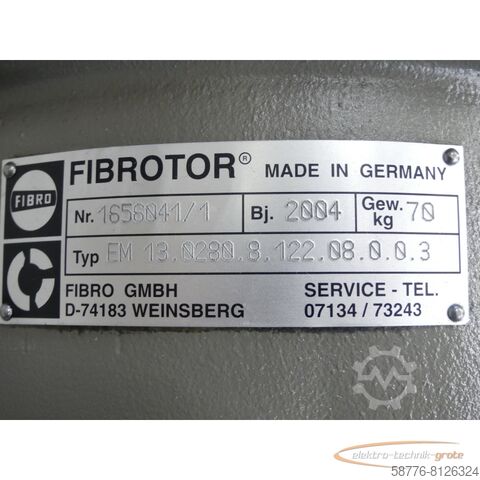 FIBRO
FIBROTOR® MADE IN GERMANY
Nr. 1656041/1 Bj. 2004 Gew. kg 70
Typ EM 13.0280.8.122.08.0.0.3
FIBRO GMBH SERVICE - TEL.
D-74183 WEINSBERG 07134 / 73243
elektro-technik-grote
58776-8126324